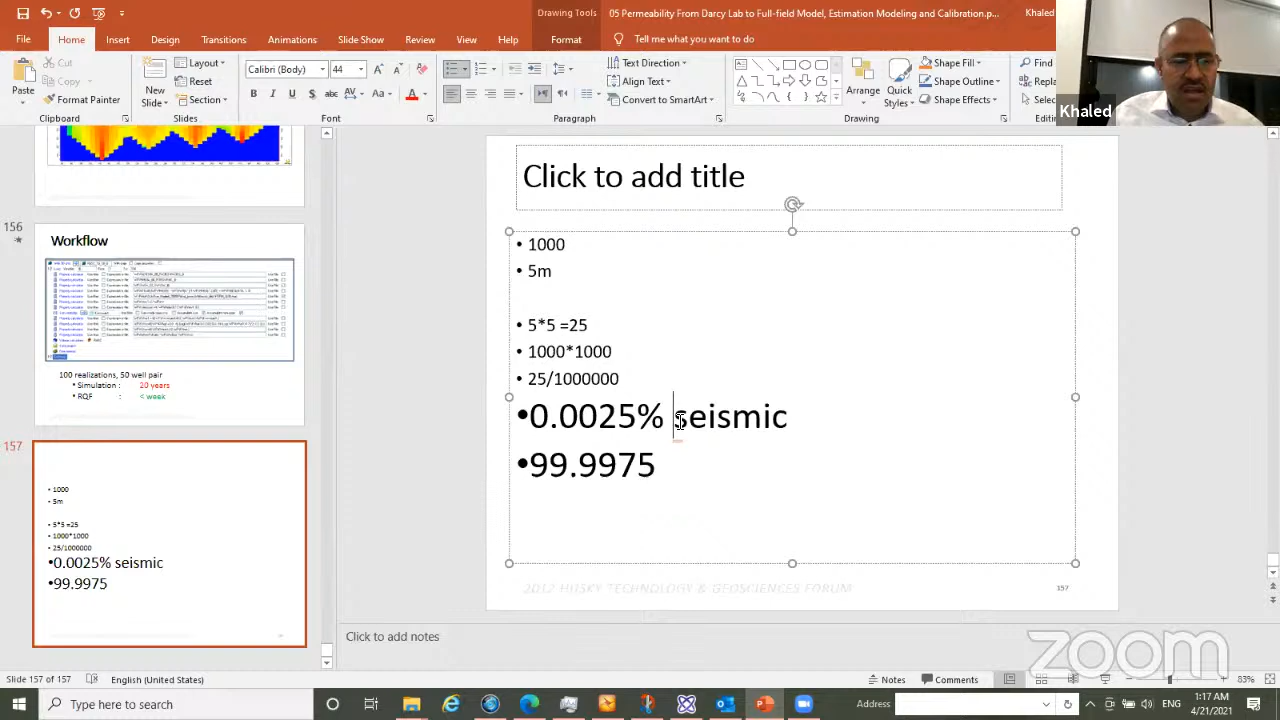 Drawing Tools
05 Permeability From Darcy Lab to Full-field Model, Estimation Modeling and Calibration.p...
Khaled
File Home Insert Design Transitions Animations Slide Show Review View Help Format Tell me what you want to do
Cut
Copy
Format Painter
Paste
Clipboard
New Slide
Layout
Reset
Section
Slides
Calibri (Body) 44
Font
Text Direction
Align Text
Convert to SmartArt
Paragraph
Arrange
Quick Styles
Shape Fill
Shape Outline
Shape Effects
Drawing
Find
Repla
Selec
Editi
Khaled
156
Workflow
100 realizations, 50 well pair
• Simulation : 20 years
• RQF : < week
157
• 1000
• 5m
• 5*5 =25
• 1000*1000
• 25/1000000
•0.0025% seismic
•99.9975
Click to add title
• 1000
• 5m
• 5*5 =25
• 1000*1000
• 25/1000000
•0.0025% seismic
•99.9975
2012 HUSKY TECHNOLOGY & GEOSCIENCES FORUM
157
Click to add notes
zoom
Slide 157 of 157 English (United States) Notes Comments 83%
Type here to search
Address
ENG
1:17 AM
4/21/2021